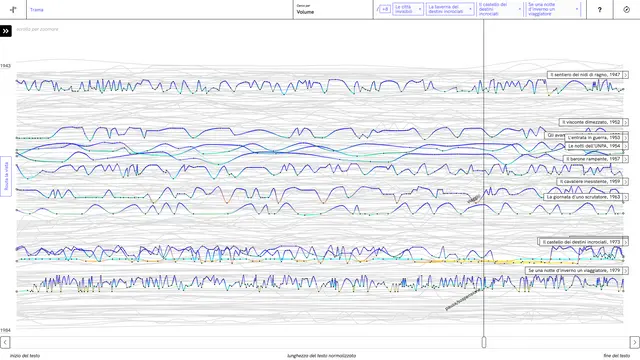 Trama
Cerca per
Volume
+8
Le città
invisibili
La taverna dei
destini incrociati
Il castello dei
destini
incrociati
Se una notte
d'inverno un
viaggiatore
?
scrolla per zoomare
1943
Il sentiero dei nidi di ragno, 1947
Il visconte dimezzato, 1952
L'entrata in guerra, 1953
Le notti dell'UNPA, 1954
Il barone rampante, 1957
Il cavaliere inesistente, 1959
La giornata d'uno scrutatore, 1963
Il castello dei destini incrociati, 1973
Se una notte d'inverno un viaggiatore, 1979
Ruota la vista
1984
inizio del testo
lunghezza del testo normalizzata
fine del testo